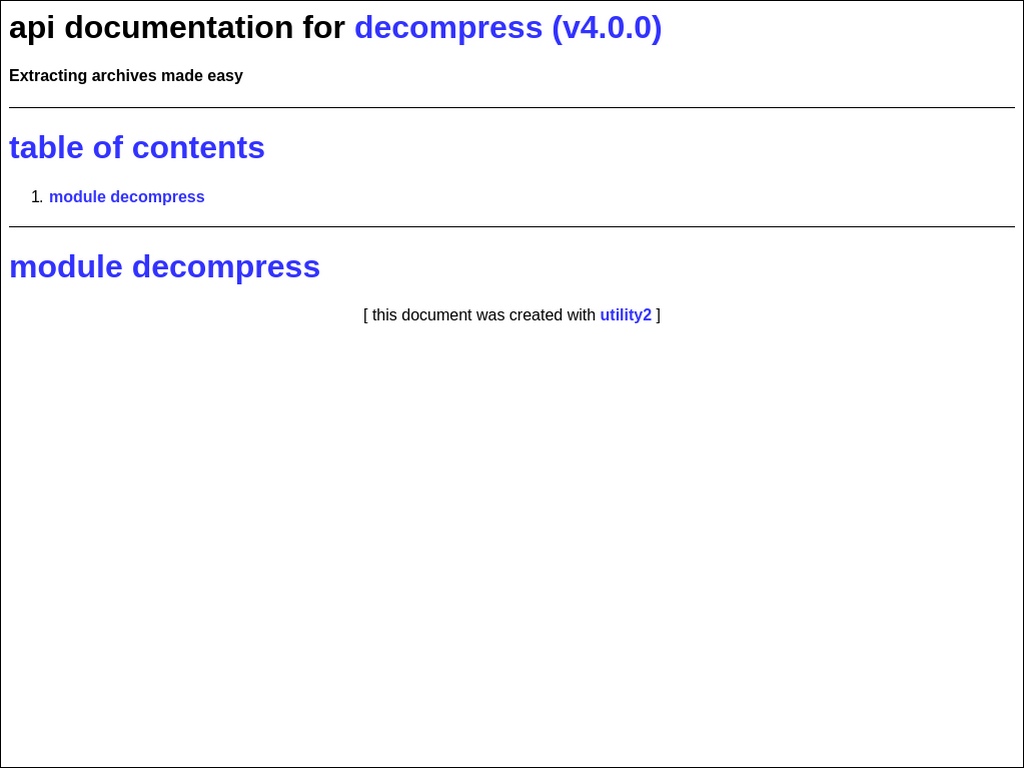 api documentation for decompress (v4.0.0)
Extracting archives made easy
table of contents
1. module decompress
module decompress
[ this document was created with utility2 ]